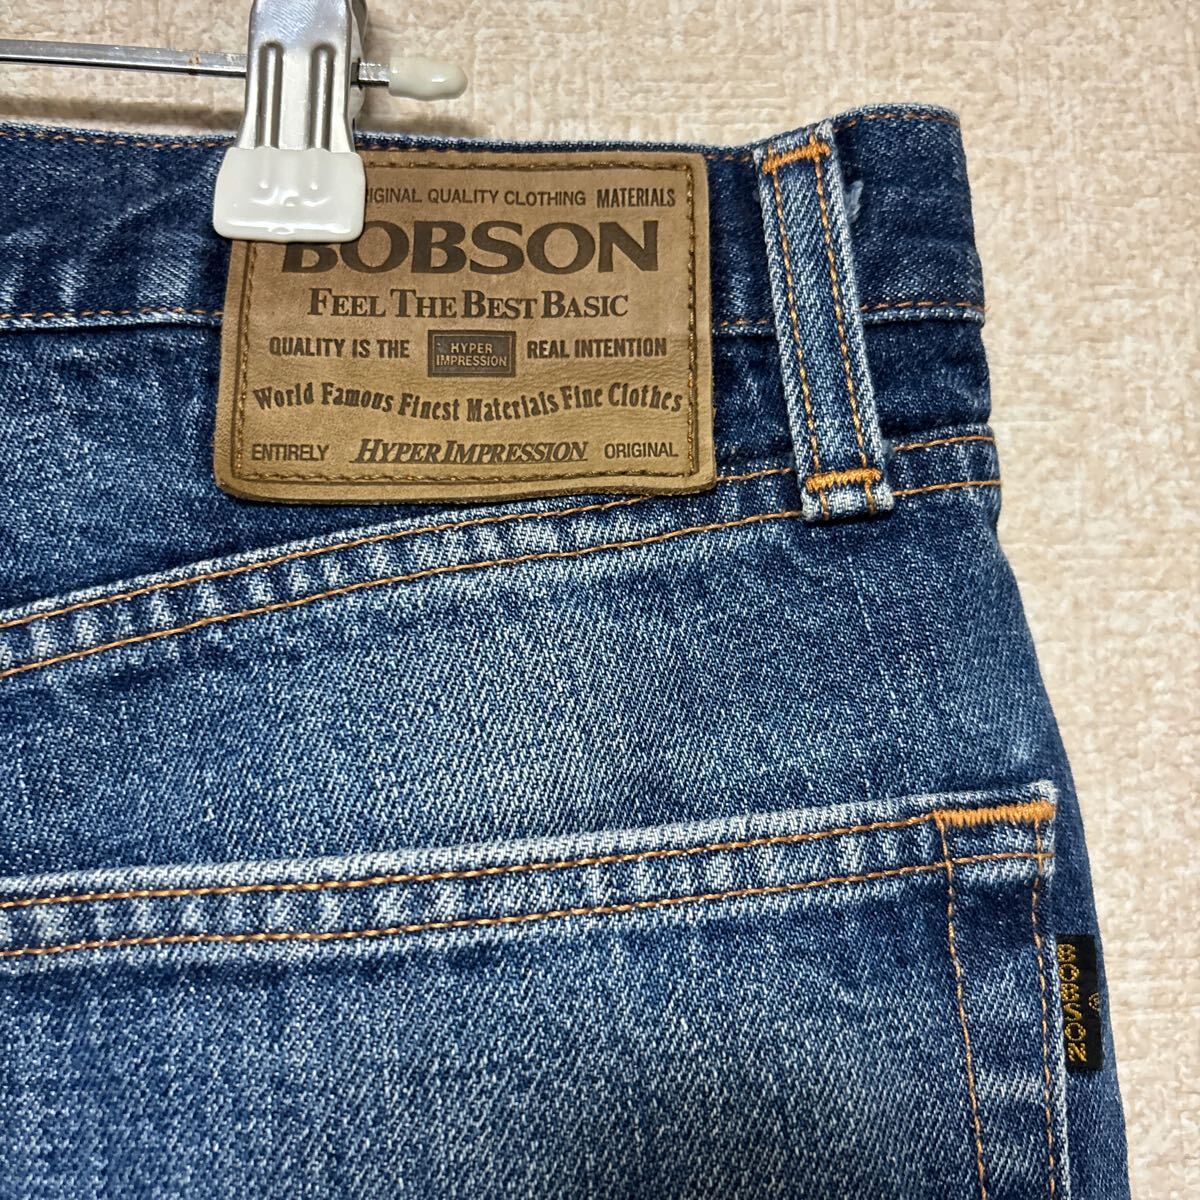 QUALITY CLOTHING MATERIALS
BOBSON
FEEL THE BEST BASIC
QUALITY IS THE HYPER IMPRESSION REAL INTENTION
World Famous Finest Materials Fine Clothes
ENTIRELY HYPER IMPRESSION ORIGINAL
BOBSON ®